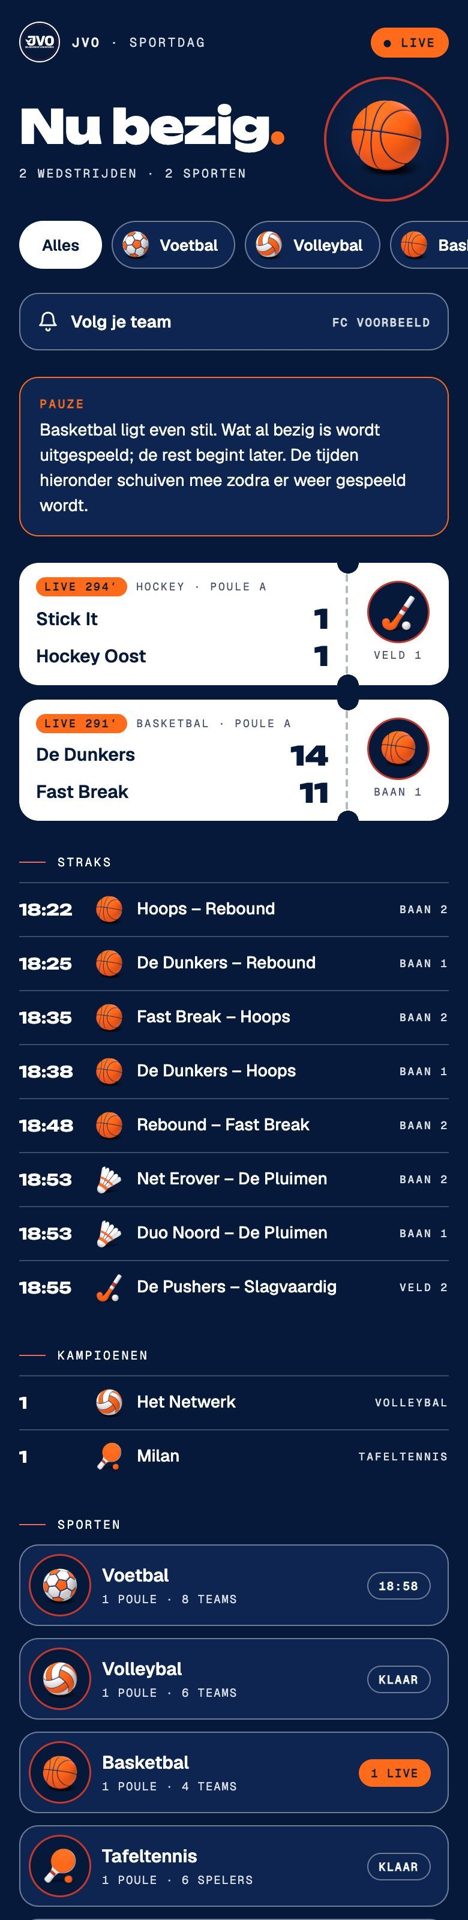 JVO
JVO · SPORTDAG
● LIVE
Nu bezig.
2 WEDSTRIJDEN · 2 SPORTEN
Alles
Voetbal
Volleybal
Bas
Volg je team
FC VOORBEELD
PAUZE
Basketbal ligt even stil. Wat al bezig is wordt
uitgespeeld; de rest begint later. De tijden
hieronder schuiven mee zodra er weer gespeeld
wordt.
LIVE 294' HOCKEY · POULE A
Stick It 1
Hockey Oost 1
VELD 1
LIVE 291' BASKETBAL · POULE A
De Dunkers 14
Fast Break 11
BAAN 1
STRAKS
18:22 Hoops – Rebound BAAN 2
18:25 De Dunkers – Rebound BAAN 1
18:35 Fast Break – Hoops BAAN 2
18:38 De Dunkers – Hoops BAAN 1
18:48 Rebound – Fast Break BAAN 2
18:53 Net Erover – De Pluimen BAAN 2
18:53 Duo Noord – De Pluimen BAAN 1
18:55 De Pushers – Slagvaardig VELD 2
KAMPIOENEN
1 Het Netwerk VOLLEYBAL
1 Milan TAFELTENNIS
SPORTEN
Voetbal
1 POULE · 8 TEAMS
18:58
Volleybal
1 POULE · 6 TEAMS
KLAAR
Basketbal
1 POULE · 4 TEAMS
1 LIVE
Tafeltennis
1 POULE · 6 SPELERS
KLAAR